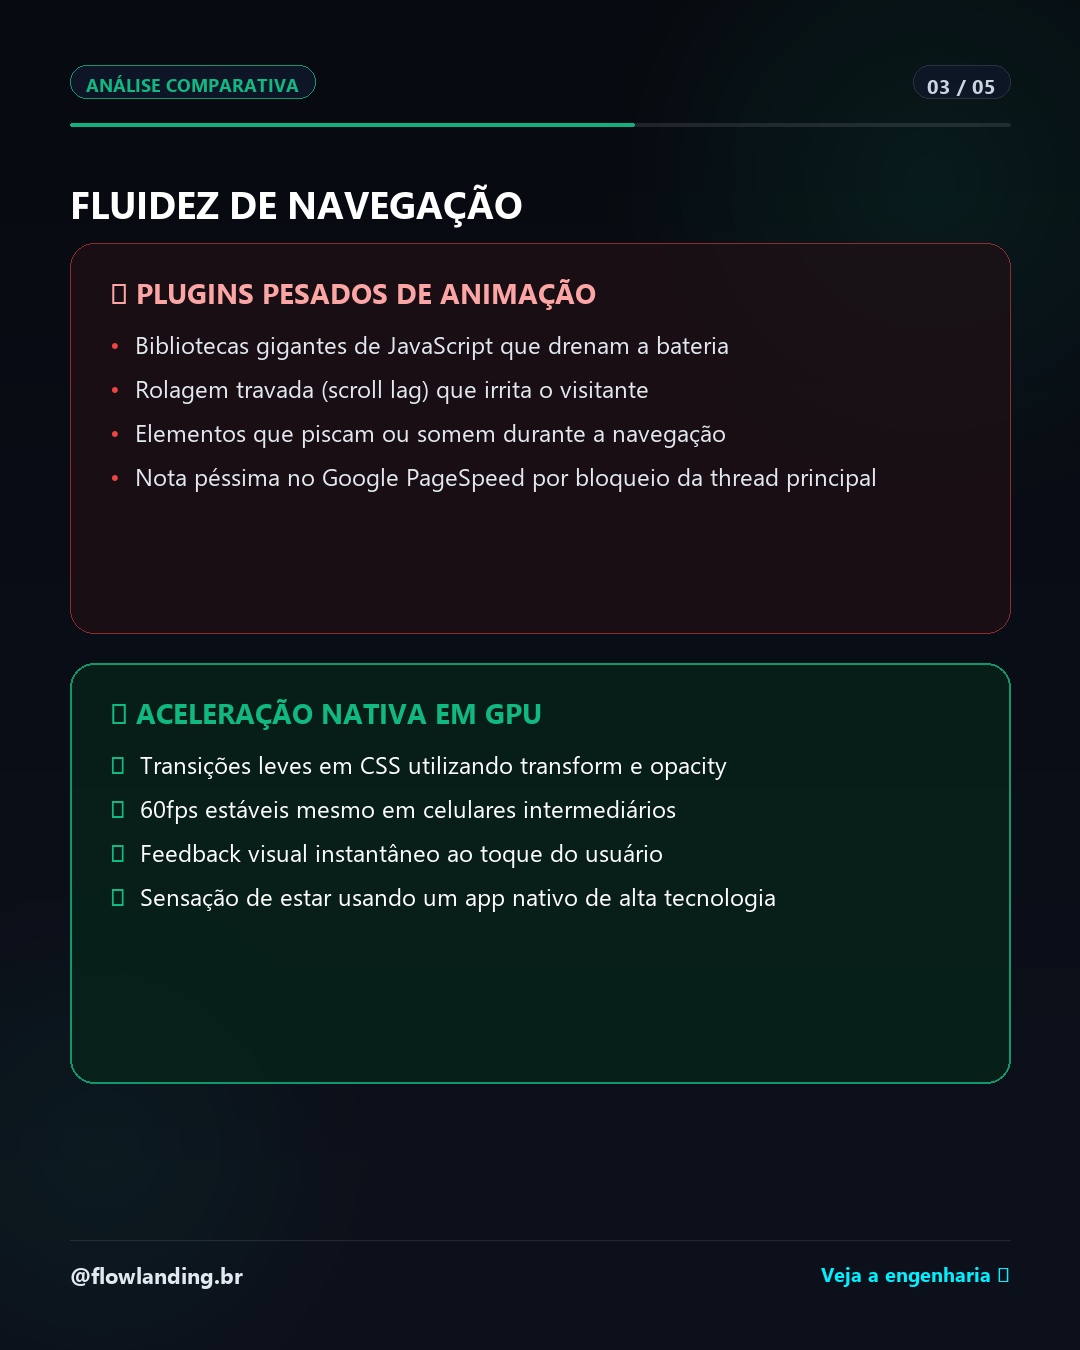 ANÁLISE COMPARATIVA
03 / 05
FLUIDEZ DE NAVEGAÇÃO
▯ PLUGINS PESADOS DE ANIMAÇÃO
• Bibliotecas gigantes de JavaScript que drenam a bateria
• Rolagem travada (scroll lag) que irrita o visitante
• Elementos que piscam ou somem durante a navegação
• Nota péssima no Google PageSpeed por bloqueio da thread principal
▯ ACELERAÇÃO NATIVA EM GPU
▯ Transições leves em CSS utilizando transform e opacity
▯ 60fps estáveis mesmo em celulares intermediários
▯ Feedback visual instantâneo ao toque do usuário
▯ Sensação de estar usando um app nativo de alta tecnologia
@flowlanding.br
Veja a engenharia ▯